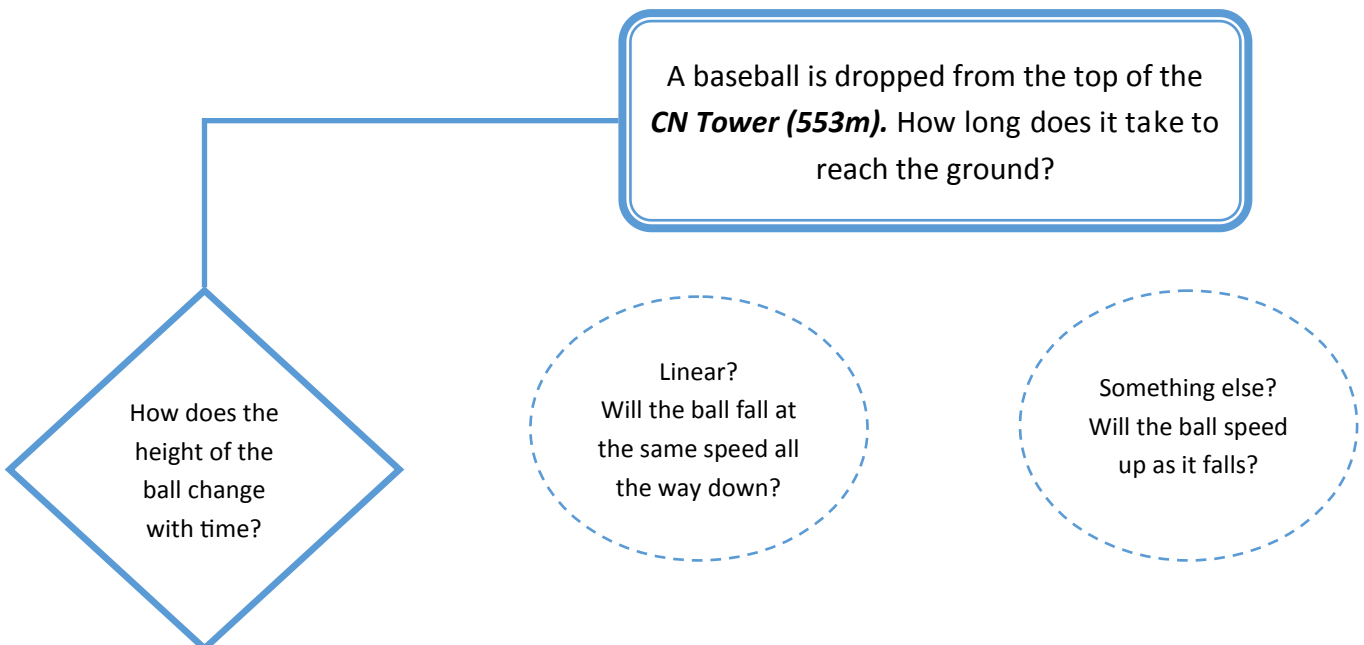 A baseball is dropped from the top of the
CN Tower (553m). How long does it take to
reach the ground?
How does the
height of the
ball change
with time?
Linear?
Will the ball fall at
the same speed all
the way down?
Something else?
Will the ball speed
up as it falls?